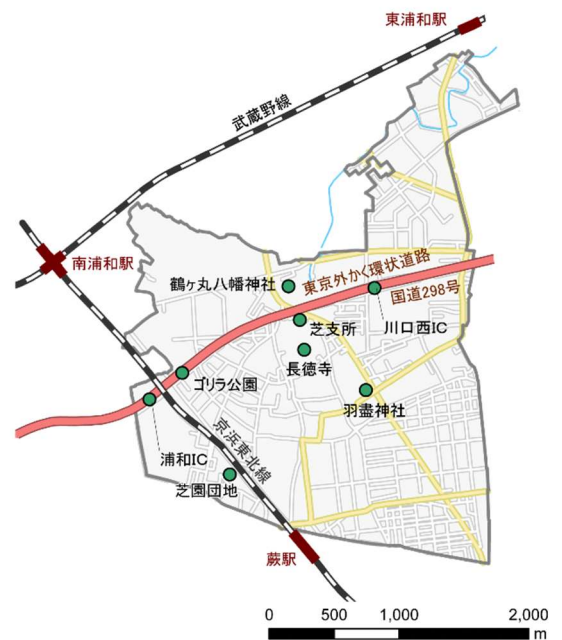 東浦和駅
武蔵野線
南浦和駅
鶴ヶ丸八幡神社
東京外かく環状道路
国道298号
芝支所
川口西IC
長徳寺
ゴリラ公園
羽盡神社
京浜東北線
浦和IC
芝園団地
蕨駅
0 500 1,000 2,000
m